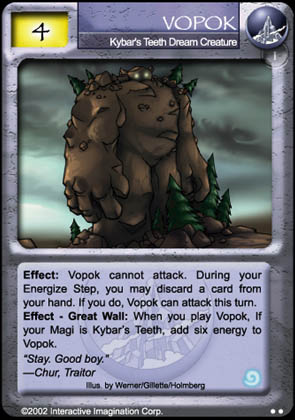 VOPOK
4
Kybar's Teeth Dream Creature
Effect: Vopok cannot attack. During your
Energize Step, you may discard a card from
your hand. If you do, Vopok can attack this turn.
Effect - Great Wall: When you play Vopok, If
your Magi is Kybar's Teeth, add six energy to
Vopok.
“Stay. Good boy.”
—Chur, Traitor
Illus. by Werner/Gillette/Holmberg
©2002 Interactive Imagination Corp.